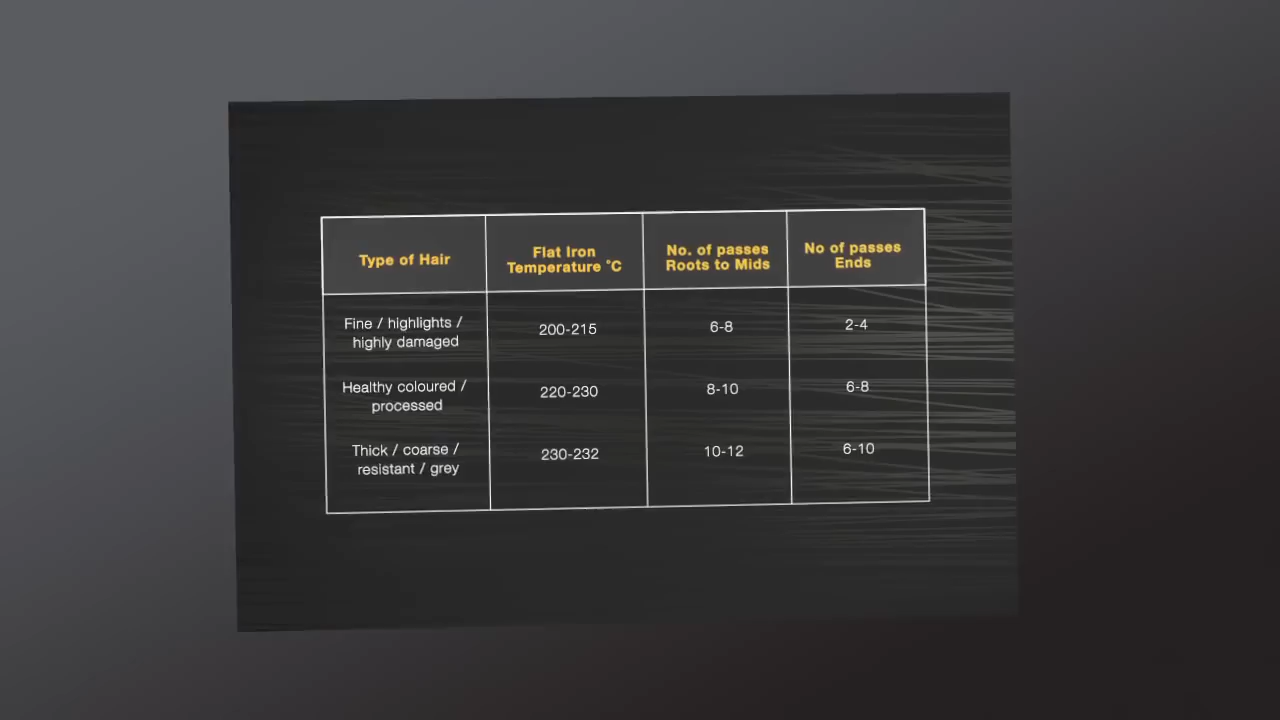 Type of Hair
Flat Iron
Temperature °C
No. of passes
Roots to Mids
No of passes
Ends
Fine / highlights /
highly damaged
200-215
6-8
2-4
Healthy coloured /
processed
220-230
8-10
6-8
Thick / coarse /
resistant / grey
230-232
10-12
6-10